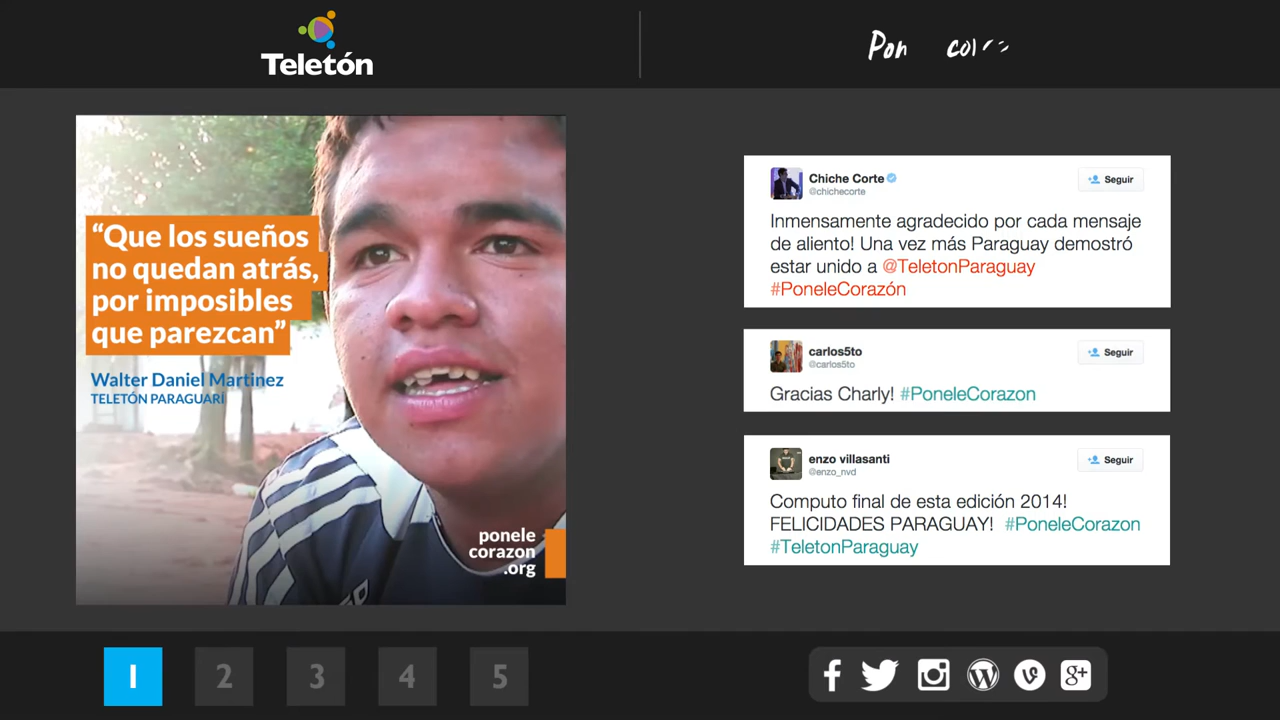 Teletón
Pon
“Que los sueños
no quedan atrás,
por imposibles
que parezcan”
Walter Daniel Martinez
TELETÓN PARAGUARÍ
ponele
corazon
.org
Chiche Corte
@chichecorte
Seguir
Inmensamente agradecido por cada mensaje
de aliento! Una vez más Paraguay demostró
estar unido a @TeletonParaguay
#PoneleCorazón
carlos5to
@carlos5to
Seguir
Gracias Charly! #PoneleCorazon
enzo villasanti
@enzo_nvd
Seguir
Computo final de esta edición 2014!
FELICIDADES PARAGUAY! #PoneleCorazon
#TeletonParaguay
1 2 3 4 5